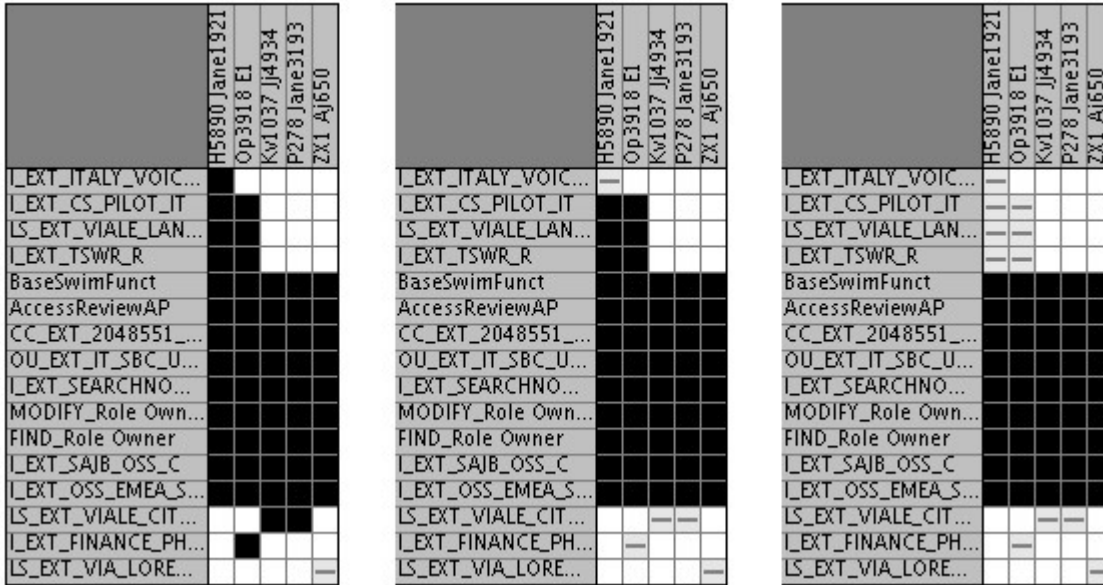 H5890 Jane1921
Op3918 E1
Kv1037 Jj4934
P278 Jane3193
ZX1 Aj650
I_EXT_ITALY_VOIC...
I_EXT_CS_PILOT_IT
LS_EXT_VIALE_LAN...
I_EXT_TSWR_R
BaseSwimFunct
AccessReviewAP
CC_EXT_2048551_...
OU_EXT_IT_SBC_U...
I_EXT_SEARCHNO...
MODIFY_Role Own...
FIND_Role Owner
I_EXT_SAJB_OSS_C
I_EXT_OSS_EMEA_S...
LS_EXT_VIALE_CIT...
I_EXT_FINANCE_PH...
LS_EXT_VIA_LORE...
H5890 Jane1921
Op3918 E1
Kv1037 Jj4934
P278 Jane3193
ZX1 Aj650
I_EXT_ITALY_VOIC...
I_EXT_CS_PILOT_IT
LS_EXT_VIALE_LAN...
I_EXT_TSWR_R
BaseSwimFunct
AccessReviewAP
CC_EXT_2048551_...
OU_EXT_IT_SBC_U...
I_EXT_SEARCHNO...
MODIFY_Role Own...
FIND_Role Owner
I_EXT_SAJB_OSS_C
I_EXT_OSS_EMEA_S...
LS_EXT_VIALE_CIT...
I_EXT_FINANCE_PH...
LS_EXT_VIA_LORE...
H5890 Jane1921
Op3918 E1
Kv1037 Jj4934
P278 Jane3193
ZX1 Aj650
I_EXT_ITALY_VOIC...
I_EXT_CS_PILOT_IT
LS_EXT_VIALE_LAN...
I_EXT_TSWR_R
BaseSwimFunct
AccessReviewAP
CC_EXT_2048551_...
OU_EXT_IT_SBC_U...
I_EXT_SEARCHNO...
MODIFY_Role Own...
FIND_Role Owner
I_EXT_SAJB_OSS_C
I_EXT_OSS_EMEA_S...
LS_EXT_VIALE_CIT...
I_EXT_FINANCE_PH...
LS_EXT_VIA_LORE...